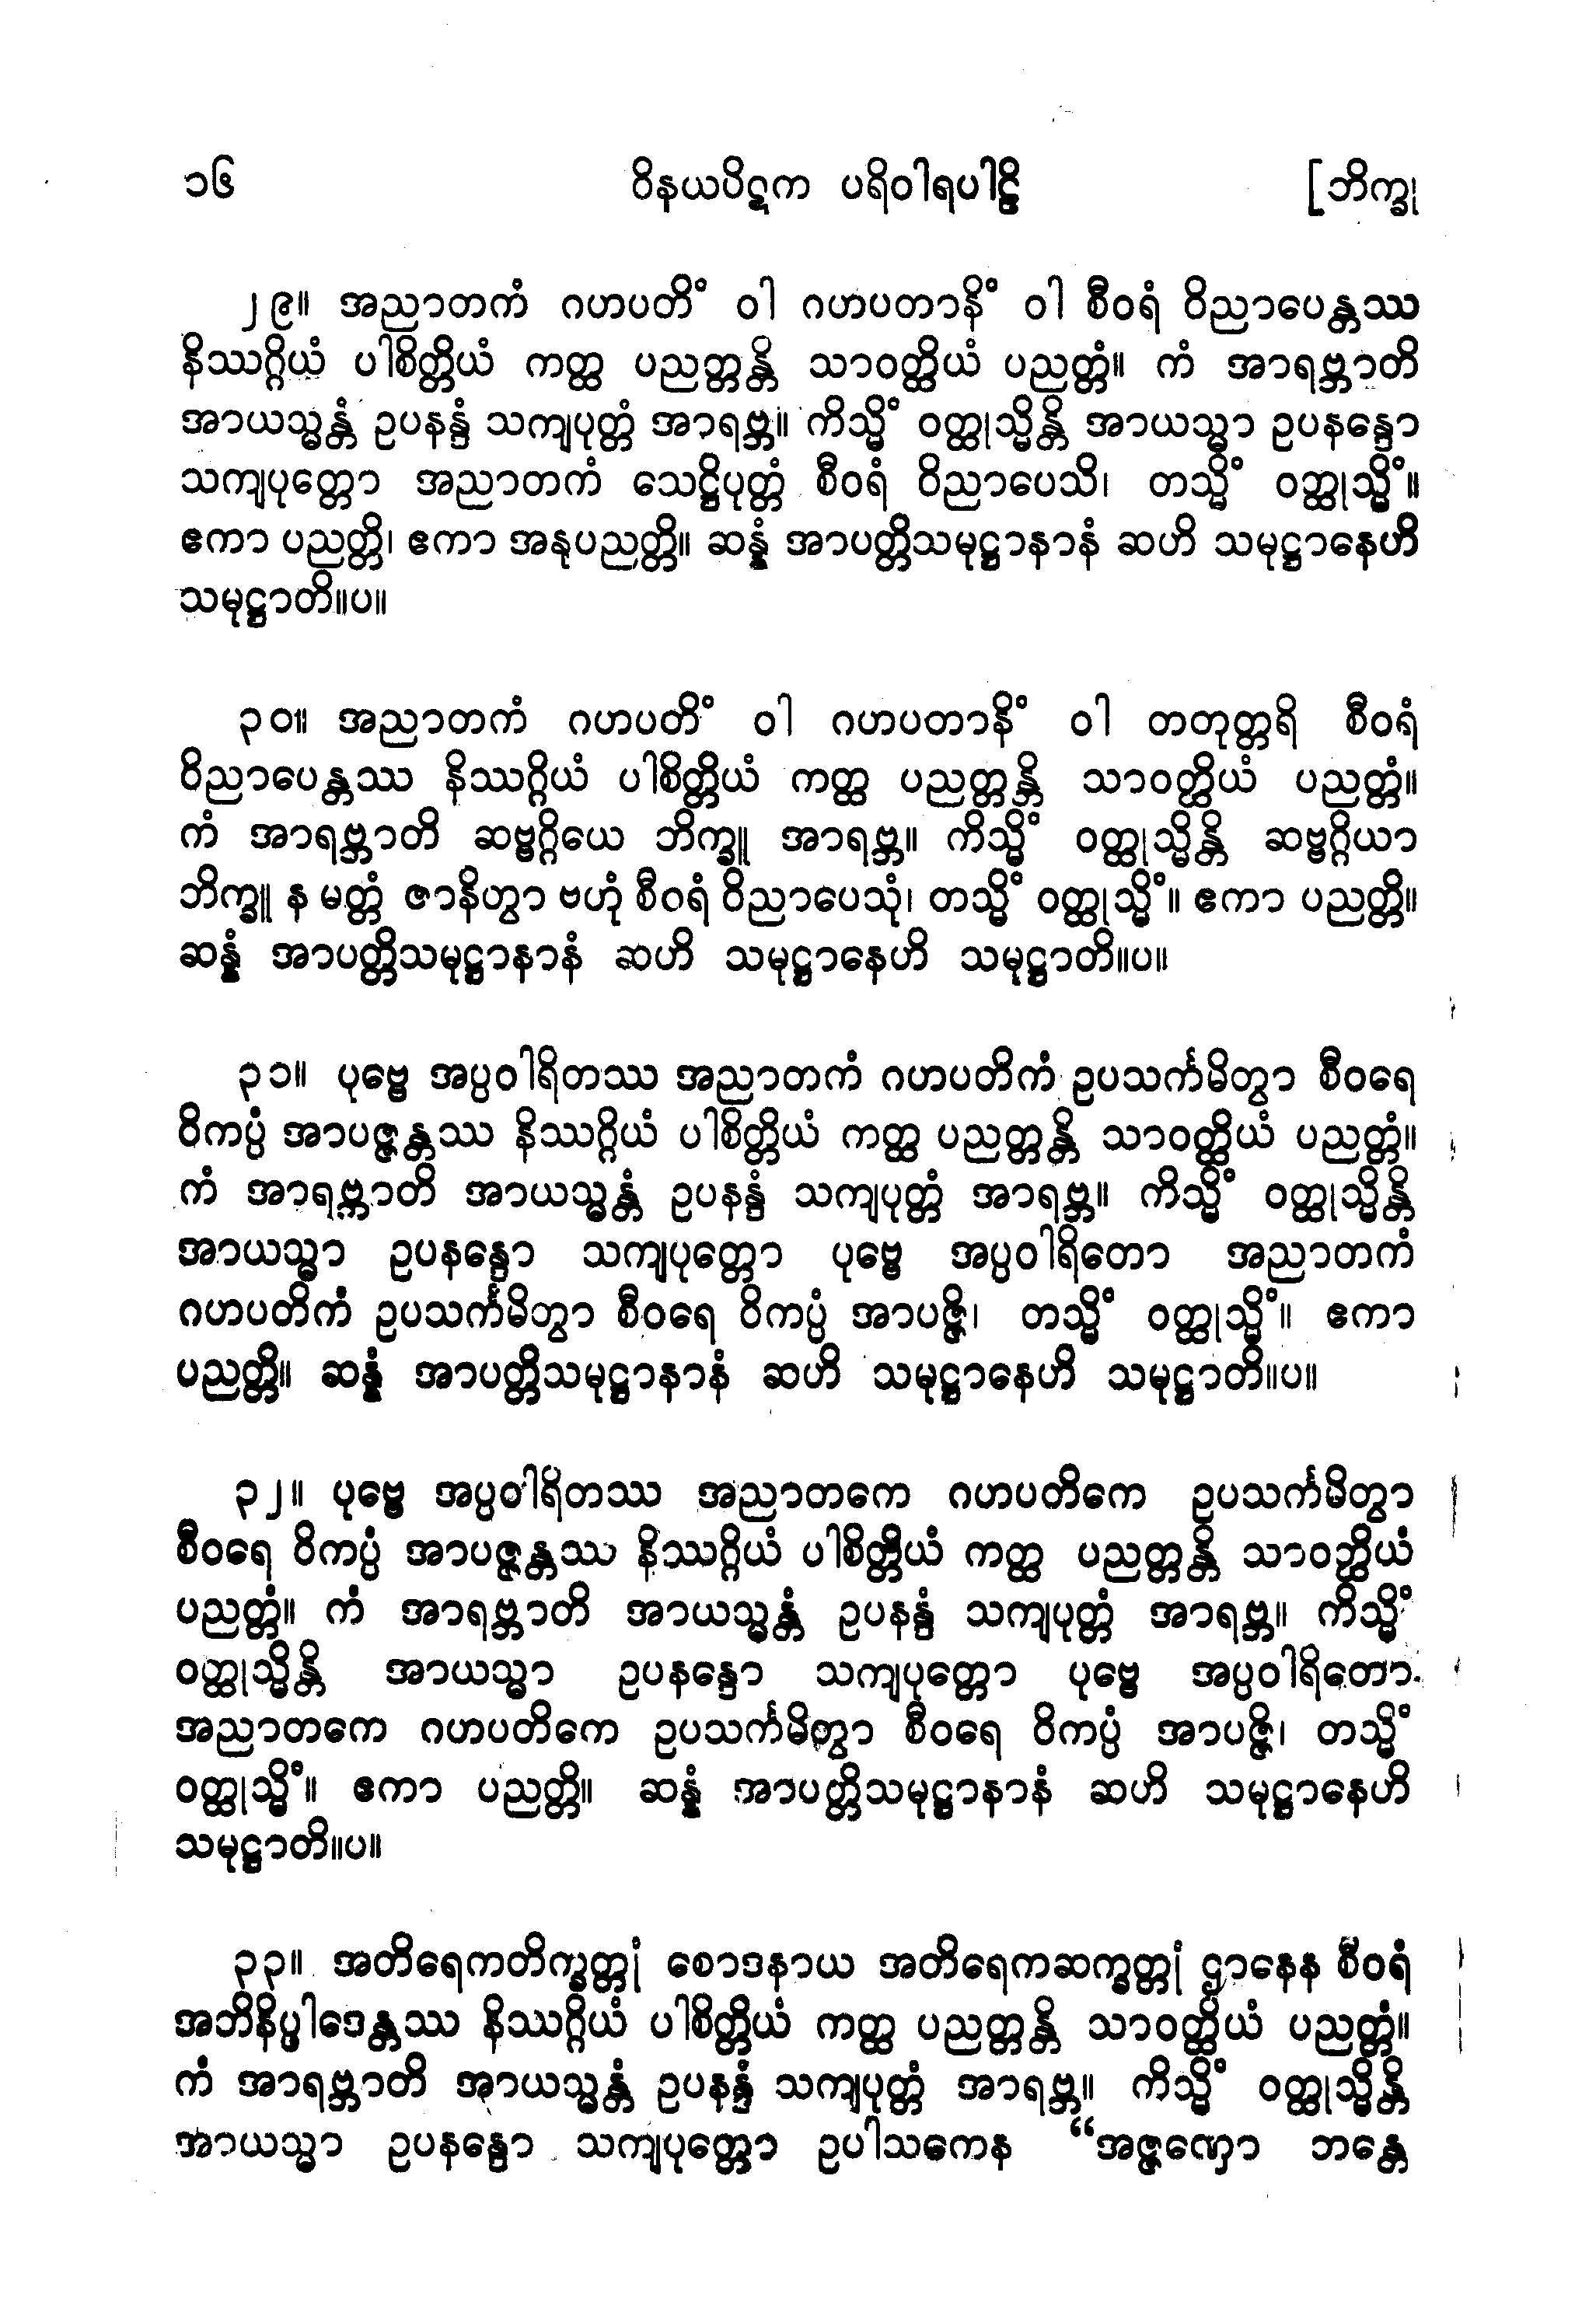 ၁၆ ဝိနယပိဋက ပရိဝါရပါဠိ [ဘိက္ခု
၂၉။ အညာတကံ ဂဟပတိံ ဝါ ဂဟပတာနိံ ဝါ စီဝရံ ဝိညာပေန္တဿ
နိဿဂ္ဂိယံ ပါစိတ္တိယံ ကတ္ထ ပညတ္တန္တိ သာဝတ္ထိယံ ပညတ္တံ။ ကံ အာရဗ္ဘာတိ
အာယသ္မန္တံ ဥပနန္ဒံ သကျပုတ္တံ အာရဗ္ဘ။ ကိသ္မိံ ဝတ္ထုသ္မိန္တိ အာယသ္မာ ဥပနန္ဒော
သကျပုတ္တော အညာတကံ သေဋ္ဌိပုတ္တံ စီဝရံ ဝိညာပေသိ၊ တသ္မိံ ဝတ္ထုသ္မိံ။
ဧကာ ပညတ္တိ၊ ဧကာ အနုပညတ္တိ။ ဆန္နံ အာပတ္တိသမုဋ္ဌာနာနံ ဆဟိ သမုဋ္ဌာနေဟိ
သမုဋ္ဌာတိ။ပ။
၃၀။ အညာတကံ ဂဟပတိံ ဝါ ဂဟပတာနိံ ဝါ တတုတ္တရိ စီဝရံ
ဝိညာပေန္တဿ နိဿဂ္ဂိယံ ပါစိတ္တိယံ ကတ္ထ ပညတ္တန္တိ သာဝတ္ထိယံ ပညတ္တံ။
ကံ အာရဗ္ဘာတိ ဆဗ္ဗဂ္ဂိယေ ဘိက္ခူ အာရဗ္ဘ။ ကိသ္မိံ ဝတ္ထုသ္မိန္တိ ဆဗ္ဗဂ္ဂိယာ
ဘိက္ခူ န မတ္တံ ဇာနိတွာ ဗဟုံ စီဝရံ ဝိညာပေသုံ၊ တသ္မိံ ဝတ္ထုသ္မိံ။ ဧကာ ပညတ္တိ။
ဆန္နံ အာပတ္တိသမုဋ္ဌာနာနံ ဆဟိ သမုဋ္ဌာနေဟိ သမုဋ္ဌာတိ။ပ။
၃၁။ ပုဗ္ဗေ အပ္ပဝါရိတဿ အညာတကံ ဂဟပတိကံ ဥပသင်္ကမိတွာ စီဝရေ
ဝိကပ္ပံ အာပဇ္ဇန္တဿ နိဿဂ္ဂိယံ ပါစိတ္တိယံ ကတ္ထ ပညတ္တန္တိ သာဝတ္ထိယံ ပညတ္တံ။
ကံ အာရဗ္ဘာတိ အာယသ္မန္တံ ဥပနန္ဒံ သကျပုတ္တံ အာရဗ္ဘ။ ကိသ္မိံ ဝတ္ထုသ္မိန္တိ
အာယသ္မာ ဥပနန္ဒော သကျပုတ္တော ပုဗ္ဗေ အပ္ပဝါရိတော အညာတကံ
ဂဟပတိကံ ဥပသင်္ကမိတွာ စီဝရေ ဝိကပ္ပံ အာပဇ္ဇိ၊ တသ္မိံ ဝတ္ထုသ္မိံ။ ဧကာ
ပညတ္တိ။ ဆန္နံ အာပတ္တိသမုဋ္ဌာနာနံ ဆဟိ သမုဋ္ဌာနေဟိ သမုဋ္ဌာတိ။ပ။
၃၂။ ပုဗ္ဗေ အပ္ပဝါရိတဿ အညာတကေ ဂဟပတိကေ ဥပသင်္ကမိတွာ
စီဝရေ ဝိကပ္ပံ အာပဇ္ဇန္တဿ နိဿဂ္ဂိယံ ပါစိတ္တိယံ ကတ္ထ ပညတ္တန္တိ သာဝတ္ထိယံ
ပညတ္တံ။ ကံ အာရဗ္ဘာတိ အာယသ္မန္တံ ဥပနန္ဒံ သကျပုတ္တံ အာရဗ္ဘ။ ကိသ္မိံ
ဝတ္ထုသ္မိန္တိ အာယသ္မာ ဥပနန္ဒော သကျပုတ္တော ပုဗ္ဗေ အပ္ပဝါရိတော
အညာတကေ ဂဟပတိကေ ဥပသင်္ကမိတွာ စီဝရေ ဝိကပ္ပံ အာပဇ္ဇိ၊ တသ္မိံ
ဝတ္ထုသ္မိံ။ ဧကာ ပညတ္တိ။ ဆန္နံ အာပတ္တိသမုဋ္ဌာနာနံ ဆဟိ သမုဋ္ဌာနေဟိ
သမုဋ္ဌာတိ။ပ။
၃၃။ အတိရေကတိက္ခတ္တုံ စောဒနာယ အတိရေကဆက္ခတ္တုံ ဌာနေန စီဝရံ
အဘိနိပ္ဖါဒေန္တဿ နိဿဂ္ဂိယံ ပါစိတ္တိယံ ကတ္ထ ပညတ္တန္တိ သာဝတ္ထိယံ ပညတ္တံ။
ကံ အာရဗ္ဘာတိ အာယသ္မန္တံ ဥပနန္ဒံ သကျပုတ္တံ အာရဗ္ဘ။ ကိသ္မိံ ဝတ္ထုသ္မိန္တိ
အာယသ္မာ ဥပနန္ဒော သကျပုတ္တော ဥပါသကေန “အဇ္ဇဏှော ဘန္တေ